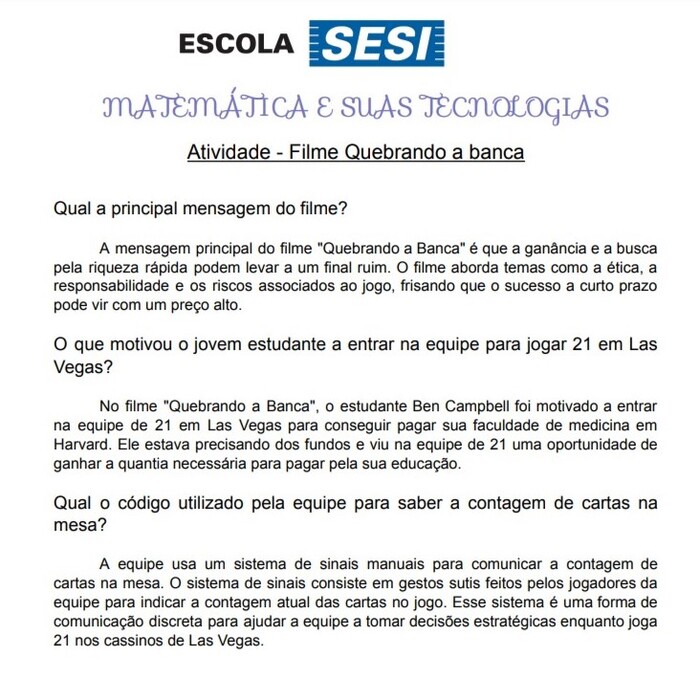 ESCOLA SESI
MATEMÁTICA E SUAS TECNOLOGIAS
Atividade - Filme Quebrando a banca
Qual a principal mensagem do filme?
A mensagem principal do filme "Quebrando a Banca" é que a ganância e a busca
pela riqueza rápida podem levar a um final ruim. O filme aborda temas como a ética, a
responsabilidade e os riscos associados ao jogo, frisando que o sucesso a curto prazo
pode vir com um preço alto.
O que motivou o jovem estudante a entrar na equipe para jogar 21 em Las
Vegas?
No filme "Quebrando a Banca", o estudante Ben Campbell foi motivado a entrar
na equipe de 21 em Las Vegas para conseguir pagar sua faculdade de medicina em
Harvard. Ele estava precisando dos fundos e viu na equipe de 21 uma oportunidade de
ganhar a quantia necessária para pagar pela sua educação.
Qual o código utilizado pela equipe para saber a contagem de cartas na
mesa?
A equipe usa um sistema de sinais manuais para comunicar a contagem de
cartas na mesa. O sistema de sinais consiste em gestos sutis feitos pelos jogadores da
equipe para indicar a contagem atual das cartas no jogo. Esse sistema é uma forma de
comunicação discreta para ajudar a equipe a tomar decisões estratégicas enquanto joga
21 nos cassinos de Las Vegas.